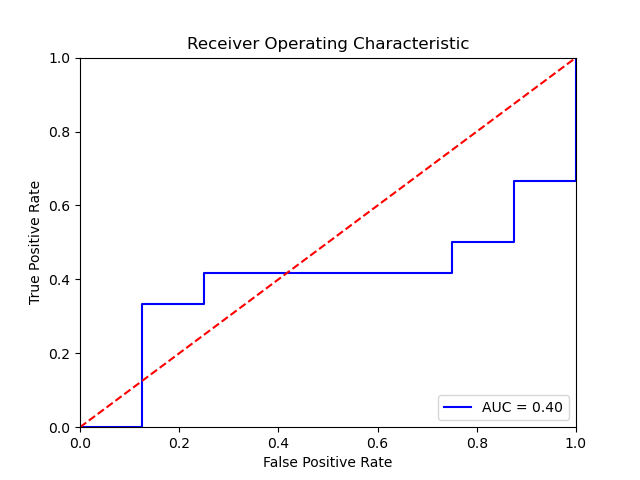 Receiver Operating Characteristic
True Positive Rate
1.0
0.8
0.6
0.4
0.2
0.0
AUC = 0.40
0.0 0.2 0.4 0.6 0.8 1.0
False Positive Rate